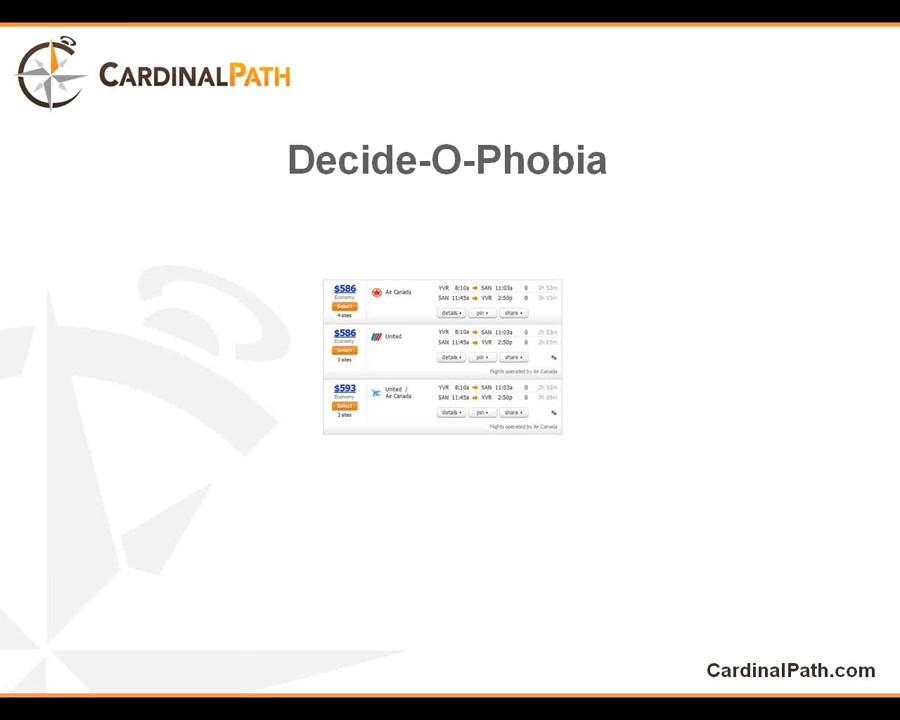 CARDINALPATH
Decide-O-Phobia
$586
Economy
Select
4 sites
Air Canada
YVR 8:10a SAN 11:03a 0 2h 53m
SAN 11:45a YVR 2:50p 0 3h 05m
details pin share
$586
Economy
Select
3 sites
United
YVR 8:10a SAN 11:03a 0 2h 53m
SAN 11:45a YVR 2:50p 0 3h 05m
details pin share
Flights operated by Air Canada
$593
Economy
Select
3 sites
United /
Air Canada
YVR 8:10a SAN 11:03a 0 2h 53m
SAN 11:45a YVR 2:50p 0 3h 05m
details pin share
Flights operated by Air Canada
CardinalPath.com